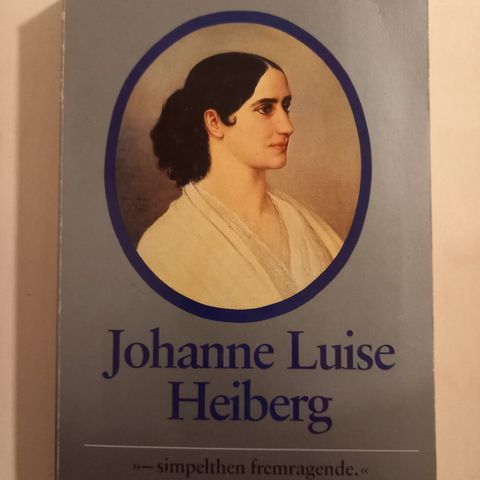 Johanne Luise
Heiberg
»– simpelthen fremragende.«